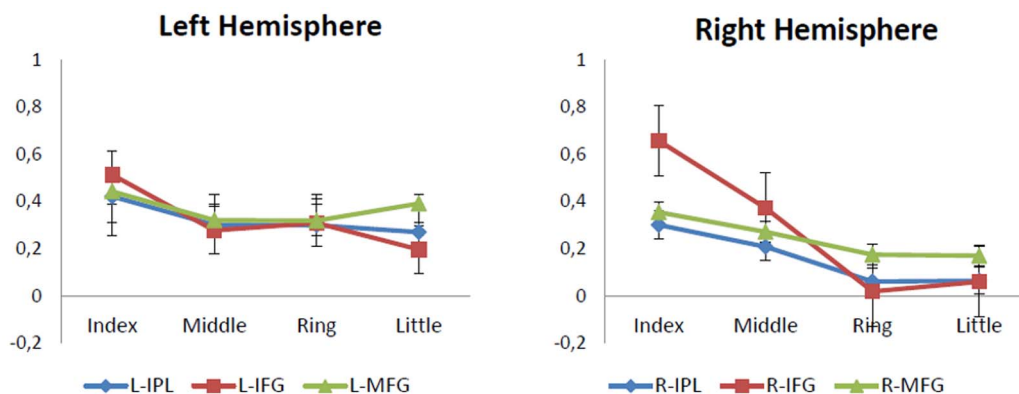 Left Hemisphere
1
0,8
0,6
0,4
0,2
0
-0,2
Index Middle Ring Little
L-IPL L-IFG L-MFG
Right Hemisphere
1
0,8
0,6
0,4
0,2
0
-0,2
Index Middle Ring Little
R-IPL R-IFG R-MFG